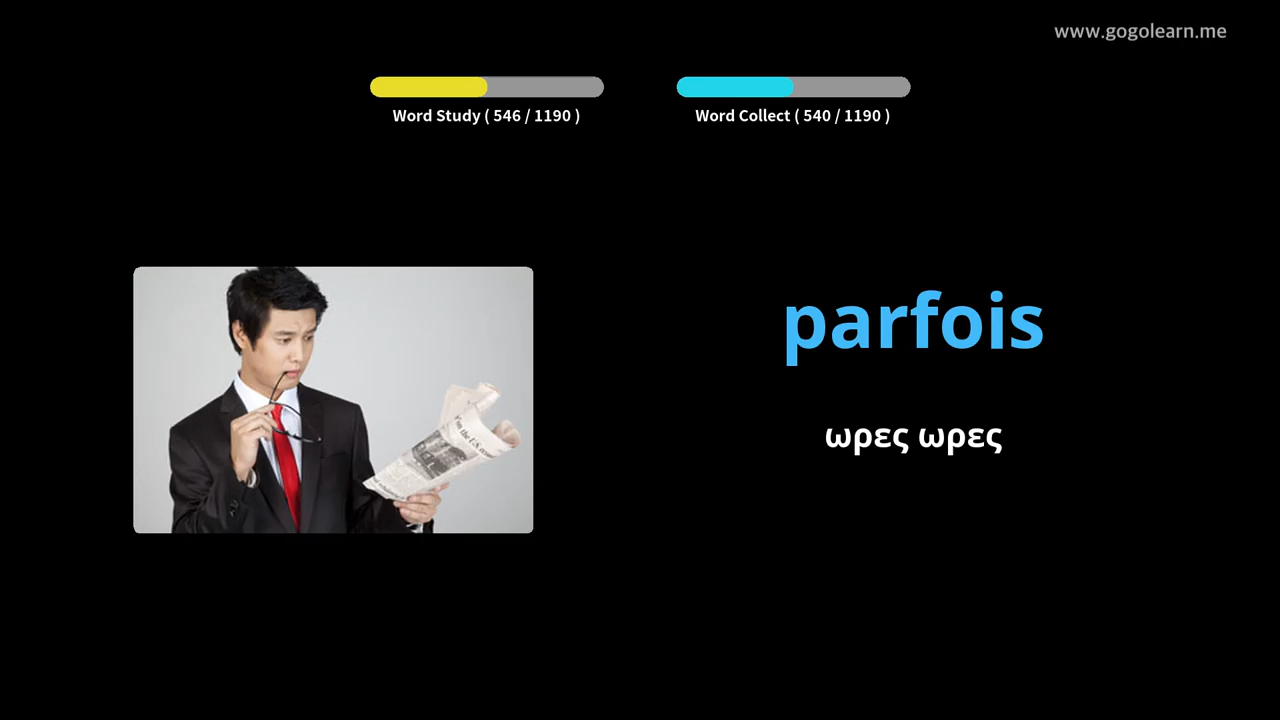 www.gogolearn.me
Word Study ( 546 / 1190 )
Word Collect ( 540 / 1190 )
parfois
ωρες ωρες